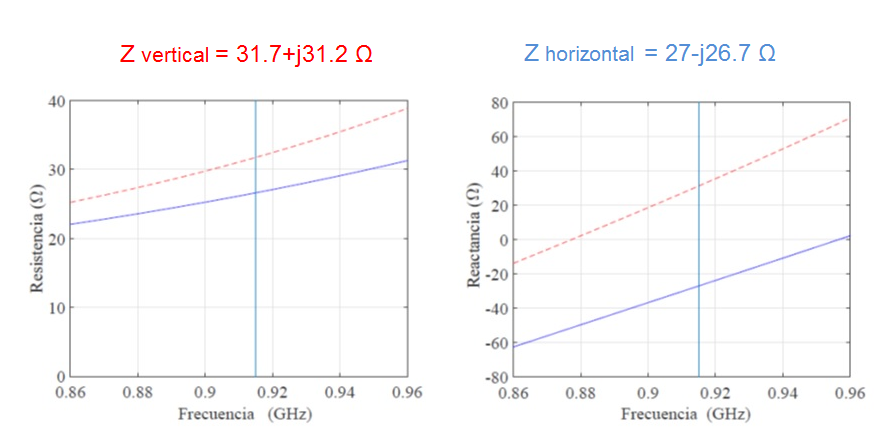 Z vertical = 31.7+j31.2 Ω
Z horizontal = 27-j26.7 Ω
Resistencia (Ω)
40
30
20
10
0
0.86 0.88 0.9 0.92 0.94 0.96
Frecuencia (GHz)
Reactancia (Ω)
80
60
40
20
0
-20
-40
-60
-80
0.86 0.88 0.9 0.92 0.94 0.96
Frecuencia (GHz)